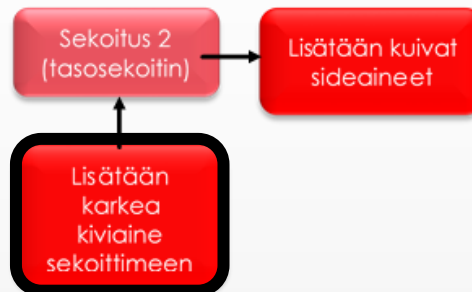 Sekoitus 2
(tasosekoitin)
Lisätään kuivat
sideaineet
Lisätään
karkea
kiviaine
sekoittimeen